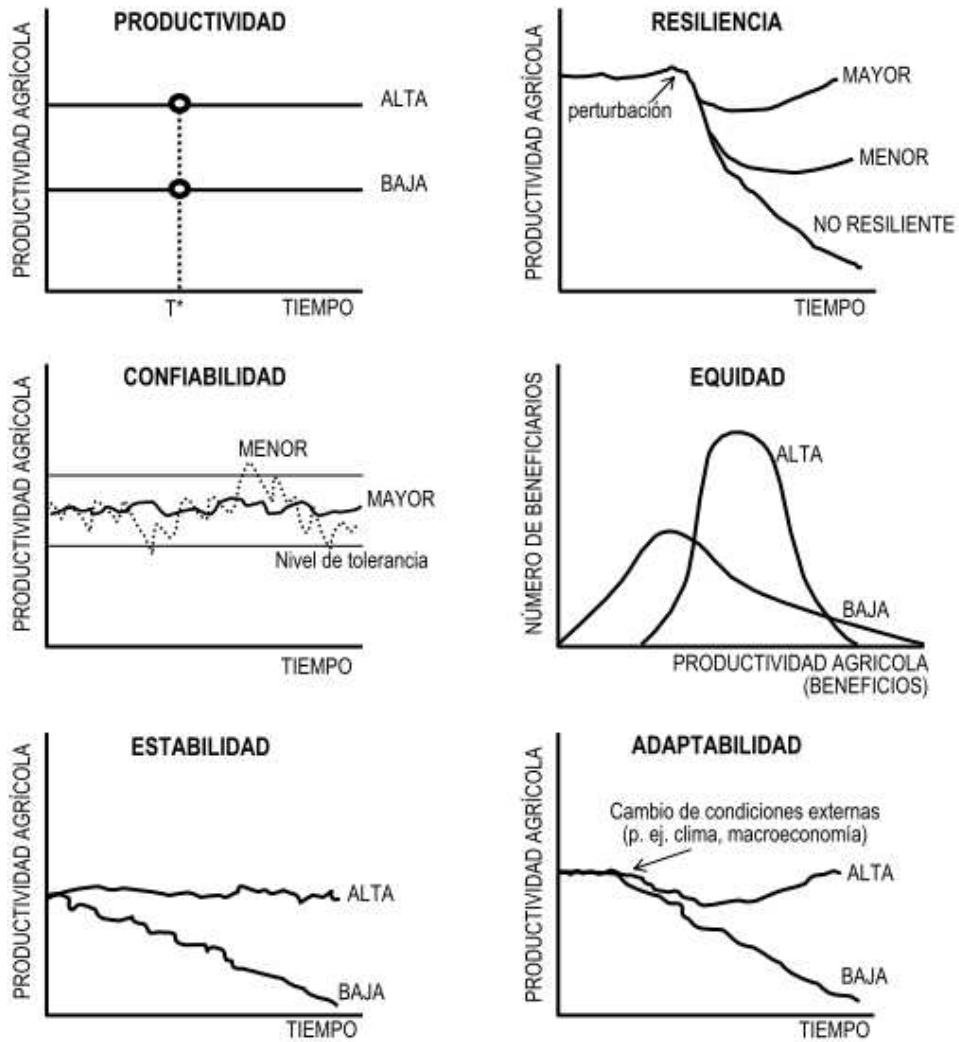 PRODUCTIVIDAD
PRODUCTIVIDAD AGRÍCOLA
ALTA
BAJA
T*
TIEMPO
RESILIENCIA
PRODUCTIVIDAD AGRÍCOLA
perturbación
MAYOR
MENOR
NO RESILIENTE
TIEMPO
CONFIABILIDAD
PRODUCTIVIDAD AGRÍCOLA
MENOR
MAYOR
Nivel de tolerancia
TIEMPO
EQUIDAD
NÚMERO DE BENEFICIARIOS
ALTA
BAJA
PRODUCTIVIDAD AGRICOLA
(BENEFICIOS)
ESTABILIDAD
PRODUCTIVIDAD AGRÍCOLA
ALTA
BAJA
TIEMPO
ADAPTABILIDAD
PRODUCTIVIDAD AGRÍCOLA
Cambio de condiciones externas
(p. ej. clima, macroeconomía)
ALTA
BAJA
TIEMPO